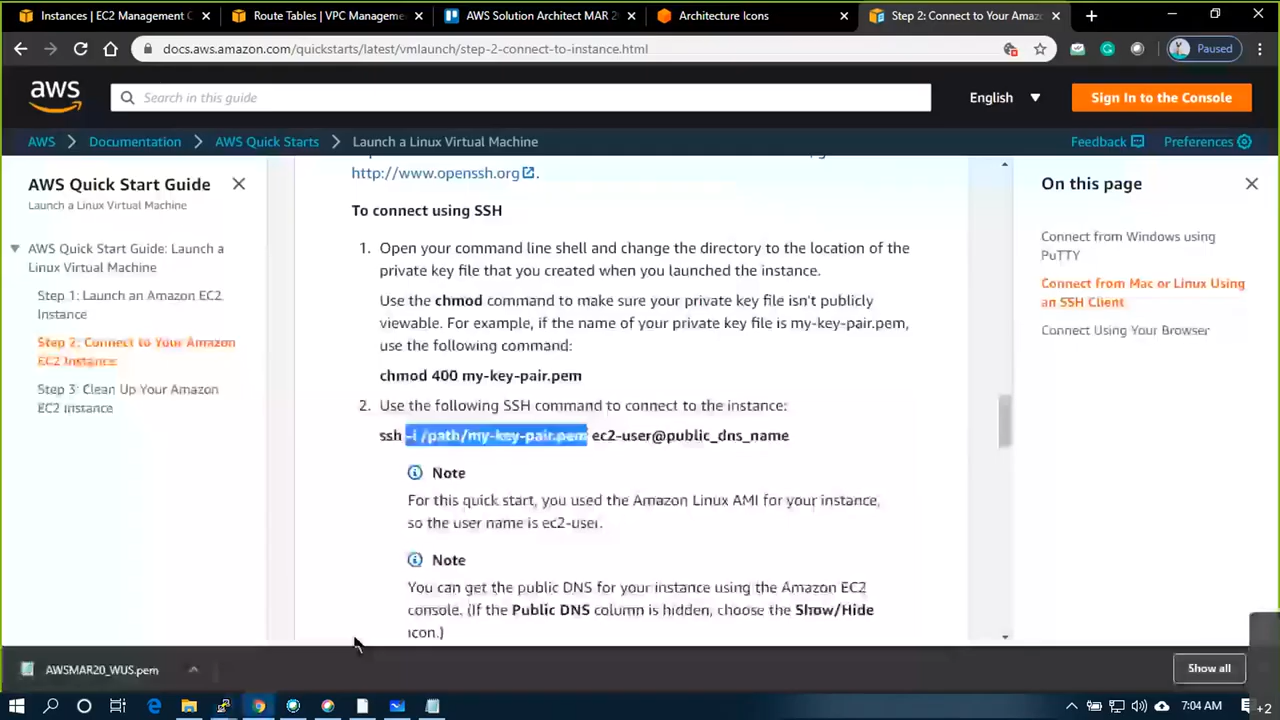 Instances | EC2 Management C
Route Tables | VPC Manageme
AWS Solution Architect MAR 2
Architecture Icons
Step 2: Connect to Your Amaz
docs.aws.amazon.com/quickstarts/latest/vmlaunch/step-2-connect-to-instance.html
Paused
aws
Search in this guide
English
Sign In to the Console
AWS
Documentation
AWS Quick Starts
Launch a Linux Virtual Machine
Feedback
Preferences
AWS Quick Start Guide
Launch a Linux Virtual Machine
AWS Quick Start Guide: Launch a
Linux Virtual Machine
Step 1: Launch an Amazon EC2
Instance
Step 2: Connect to Your Amazon
EC2 Instance
Step 3: Clean Up Your Amazon
EC2 Instance
http://www.openssh.org.
To connect using SSH
1. Open your command line shell and change the directory to the location of the
private key file that you created when you launched the instance.
Use the chmod command to make sure your private key file isn't publicly
viewable. For example, if the name of your private key file is my-key-pair.pem,
use the following command:
chmod 400 my-key-pair.pem
2. Use the following SSH command to connect to the instance:
ssh -i /path/my-key-pair.pem ec2-user@public_dns_name
Note
For this quick start, you used the Amazon Linux AMI for your instance,
so the user name is ec2-user.
Note
You can get the public DNS for your instance using the Amazon EC2
console. (If the Public DNS column is hidden, choose the Show/Hide
icon.)
On this page
Connect from Windows using
PuTTY
Connect from Mac or Linux Using
an SSH Client
Connect Using Your Browser
AWSMAR20_WUS.pem
Show all
7:04 AM
+2